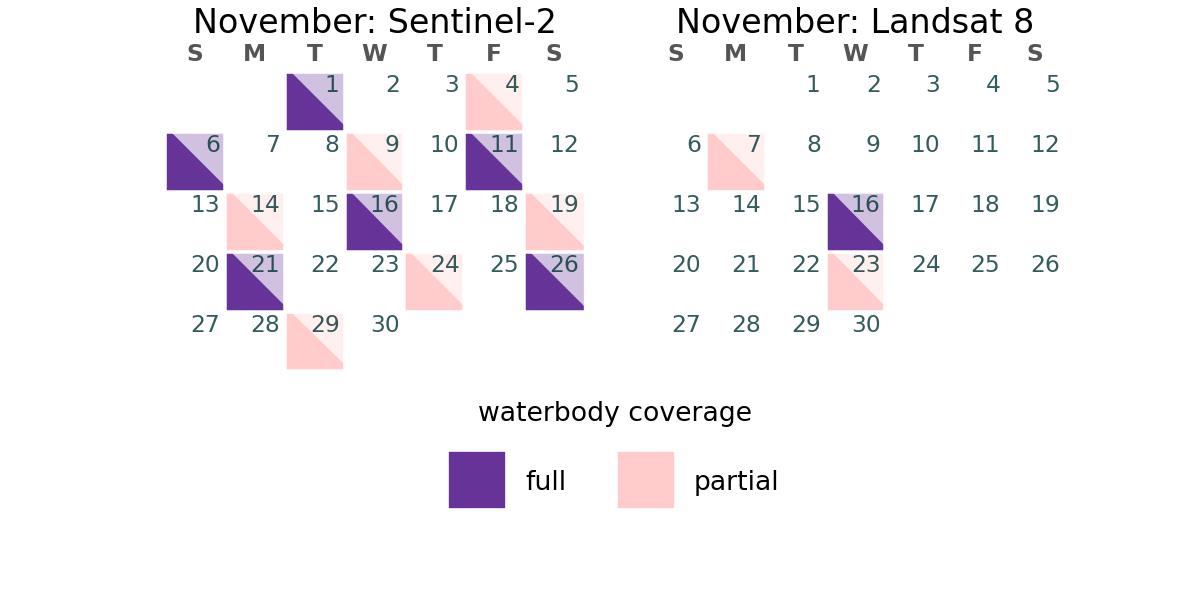 November: Sentinel-2
S M T W T F S
1 2 3 4 5
6 7 8 9 10 11 12
13 14 15 16 17 18 19
20 21 22 23 24 25 26
27 28 29 30
November: Landsat 8
S M T W T F S
1 2 3 4 5
6 7 8 9 10 11 12
13 14 15 16 17 18 19
20 21 22 23 24 25 26
27 28 29 30
waterbody coverage
full partial